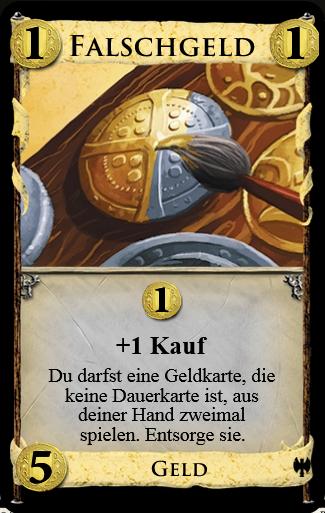 1 FALSCHGELD 1
1
+1 Kauf
Du darfst eine Geldkarte, die
keine Dauerkarte ist, aus
deiner Hand zweimal
spielen. Entsorge sie.
5 GELD